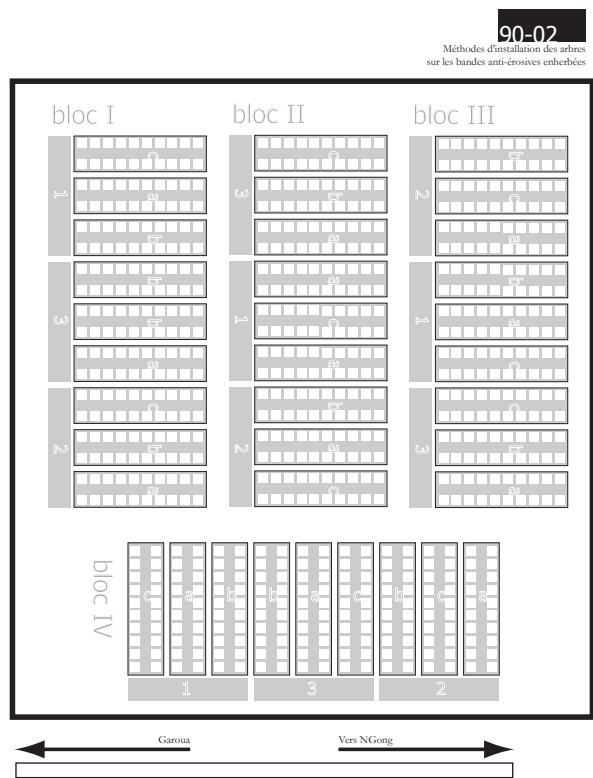 90-02
Méthodes d'installation des arbres
sur les bandes anti-érosives enherbées
bloc I
1
c
a
b
3
b
b
a
2
c
b
a
bloc II
3
c
b
a
1
a
c
a
2
b
a
c
bloc III
2
b
c
a
1
b
a
c
3
c
b
a
bloc IV
c a b b a c b c a
1 3 2
Garoua
Vers NGong